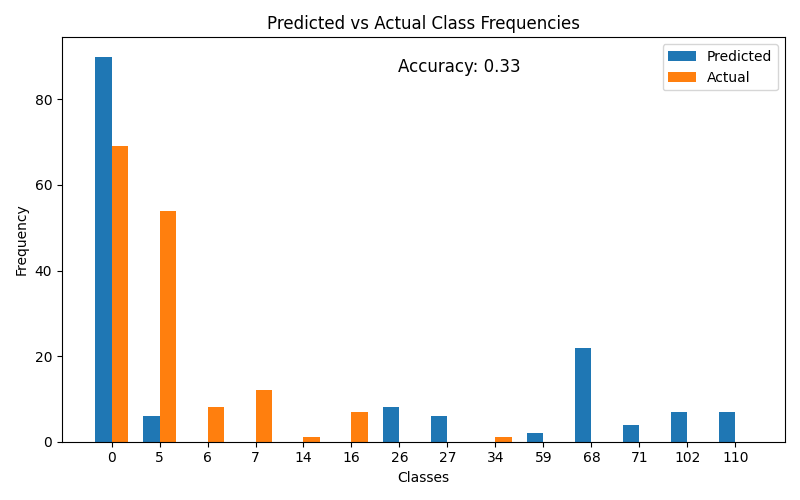 Predicted vs Actual Class Frequencies
Accuracy: 0.33
Predicted
Actual
Frequency
80
60
40
20
0
0 5 6 7 14 16 26 27 34 59 68 71 102 110
Classes